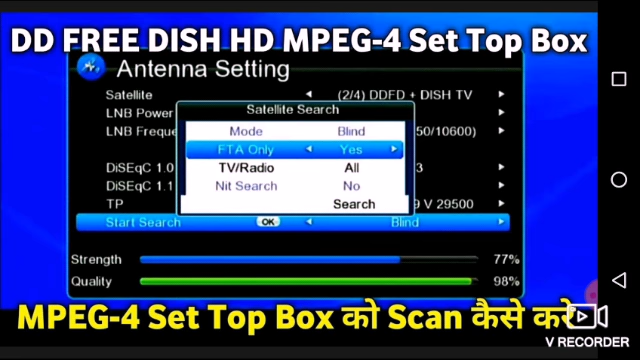 DD FREE DISH HD MPEG-4 Set Top Box
Antenna Setting
Satellite (2/4) DDFD + DISH TV
LNB Power
Satellite Search
Mode Blind
LNB Freque 50/10600)
FTA Only Yes
DiSEqC 1.0 3
TV/Radio All
DiSEqC 1.1
Nit Search No
TP 9 V 29500
Search
Start Search OK Blind
Strength 77%
Quality 98%
MPEG-4 Set Top Box को Scan कैसे करे
V RECORDER